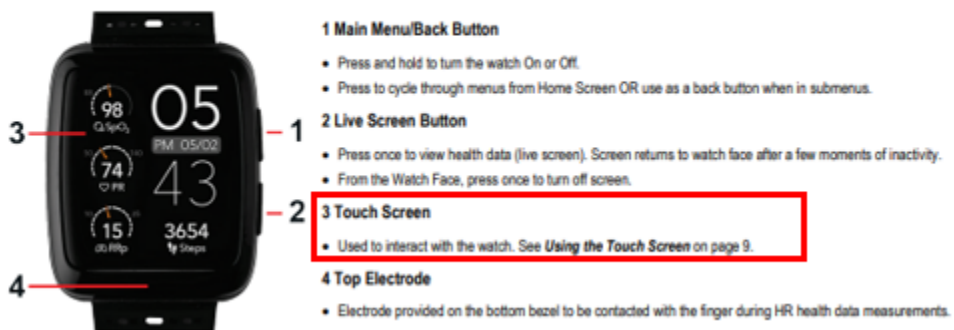 1 Main Menu/Back Button
• Press and hold to turn the watch On or Off.
• Press to cycle through menus from Home Screen OR use as a back button when in submenus.
2 Live Screen Button
• Press once to view health data (live screen). Screen returns to watch face after a few moments of inactivity.
• From the Watch Face, press once to turn off screen.
3 Touch Screen
• Used to interact with the watch. See Using the Touch Screen on page 9.
4 Top Electrode
• Electrode provided on the bottom bezel to be contacted with the finger during HR health data measurements.
3
1
2
4
98
SpO₂
74
PR
15
RRp
05
PM 05/02
43
3654
Steps